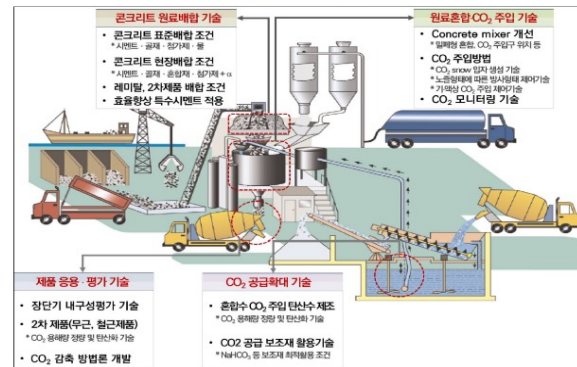 콘크리트 원료배합 기술
• 콘크리트 표준배합 조건
* 시멘트 · 골재 · 첨가제 · 물
• 콘크리트 현장배합 조건
* 시멘트 · 골재 · 혼합재 · 첨가제 + α
• 레미탈, 2차제품 배합 조건
• 효율향상 특수시멘트 적용
원료혼합·CO₂ 주입 기술
• Concrete mixer 개선
* 밀폐형 혼합, CO₂ 주입구 위치 등
• CO₂ 주입방법
* CO₂ snow 입자 생성 기술
* 노즐형태에 따른 방사형태 제어기술
* 기·액상 CO₂ 주입 제어기술
• CO₂ 모니터링 기술
제품 응용 · 평가 기술
• 장단기 내구성평가 기술
• 2차 제품(무근, 철근제품)
* CO₂ 용해량 정량 및 탄산화 기술
• CO₂ 감축 방법론 개발
CO₂ 공급확대 기술
• 혼합수 CO₂ 주입 탄산수 제조
* CO₂ 용해량 정량 및 탄산화 기술
• CO2 공급 보조재 활용기술
* NaHCO₃ 등 보조재 최적활용 조건